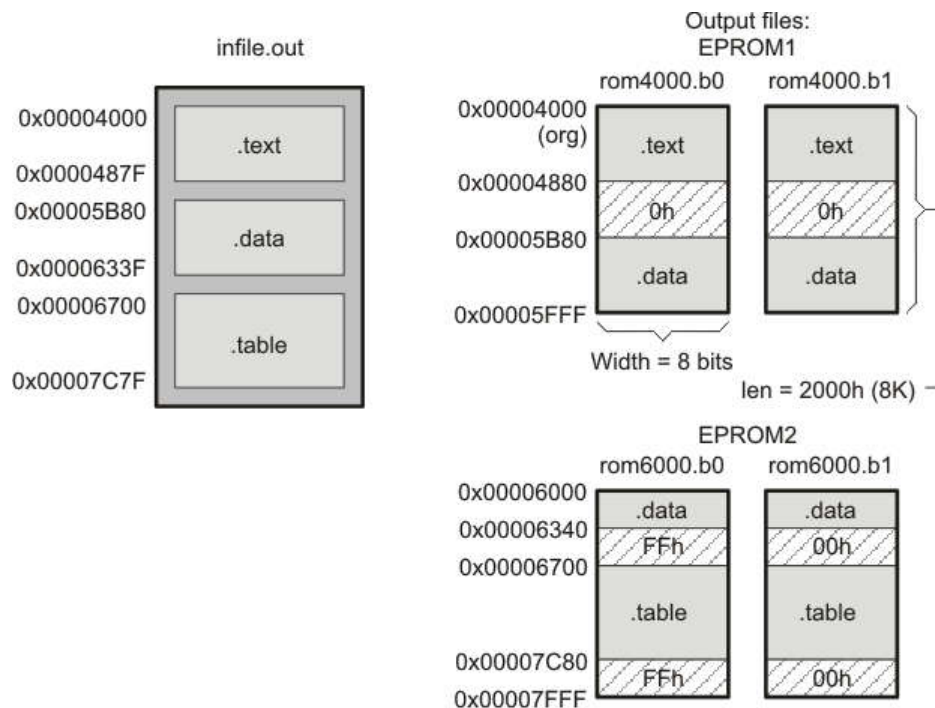 infile.out
0x00004000
.text
0x0000487F
0x00005B80
.data
0x0000633F
0x00006700
.table
0x00007C7F
Output files:
EPROM1
rom4000.b0 rom4000.b1
0x00004000
(org)
.text .text
0x00004880
0h 0h
0x00005B80
.data .data
0x00005FFF
Width = 8 bits
len = 2000h (8K)
EPROM2
rom6000.b0 rom6000.b1
0x00006000
.data .data
0x00006340
FFh 00h
0x00006700
.table .table
0x00007C80
FFh 00h
0x00007FFF